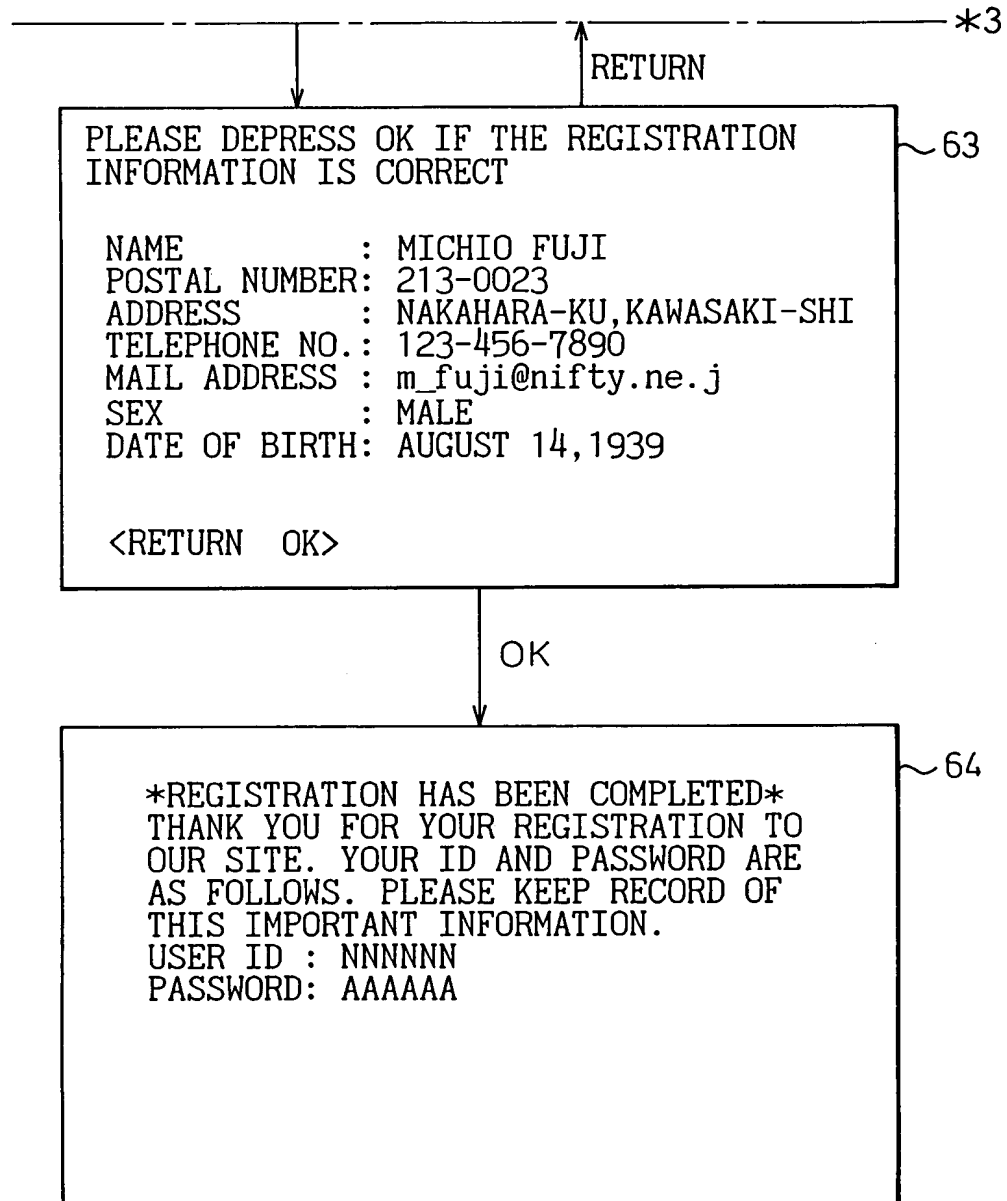 *3
RETURN
PLEASE DEPRESS OK IF THE REGISTRATION
INFORMATION IS CORRECT
63
NAME : MICHIO FUJI
POSTAL NUMBER: 213-0023
ADDRESS : NAKAHARA-KU,KAWASAKI-SHI
TELEPHONE NO.: 123-456-7890
MAIL ADDRESS : m_fuji@nifty.ne.j
SEX : MALE
DATE OF BIRTH: AUGUST 14,1939
<RETURN OK>
OK
64
*REGISTRATION HAS BEEN COMPLETED*
THANK YOU FOR YOUR REGISTRATION TO
OUR SITE. YOUR ID AND PASSWORD ARE
AS FOLLOWS. PLEASE KEEP RECORD OF
THIS IMPORTANT INFORMATION.
USER ID : NNNNNN
PASSWORD: AAAAAA